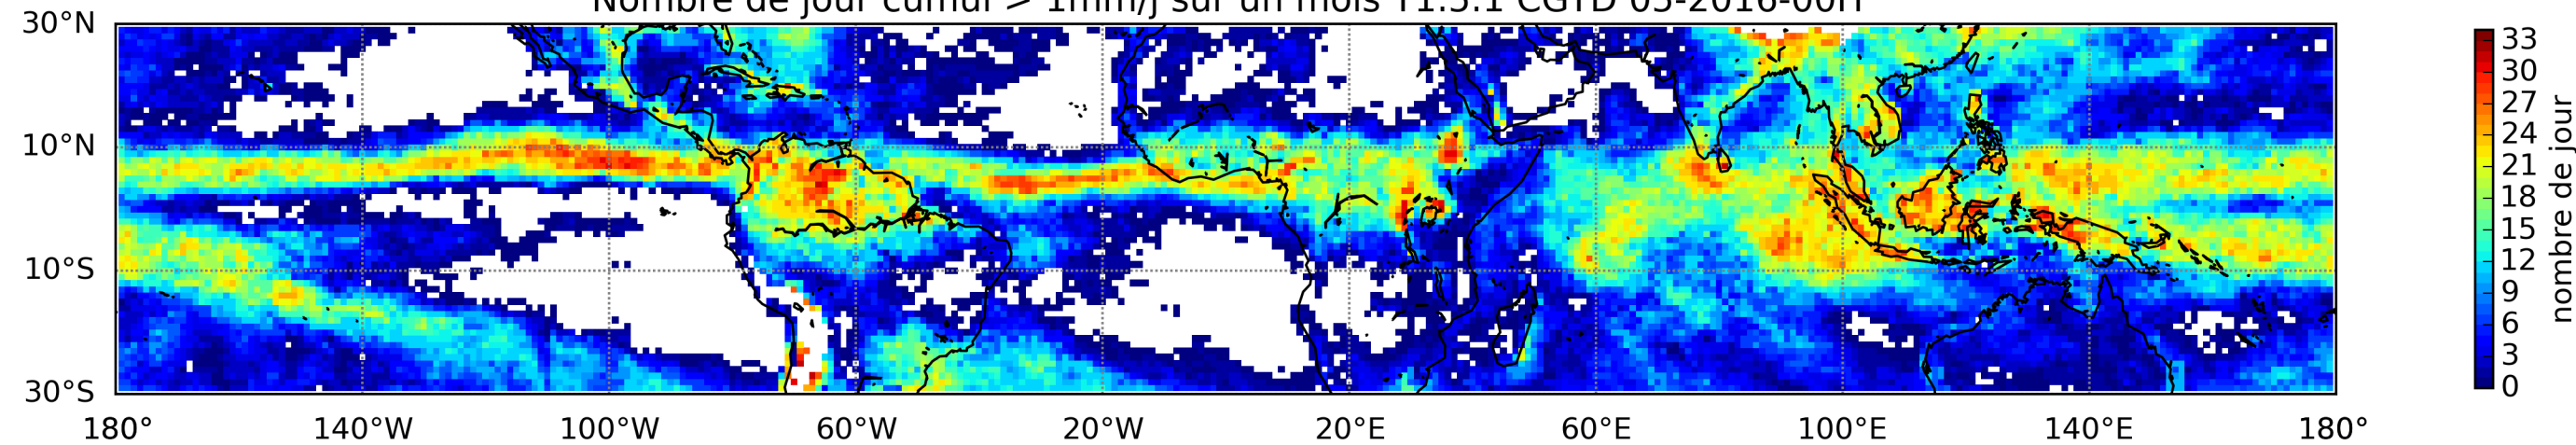 Nombre de jour cumul > 1mm/j sur un mois T1.5.1 CGTD 05-2016-00H
30°N
10°N
10°S
30°S
180° 140°W 100°W 60°W 20°W 20°E 60°E 100°E 140°E 180°
33
30
27
24
21
18
15
12
9
6
3
0
nombre de jour